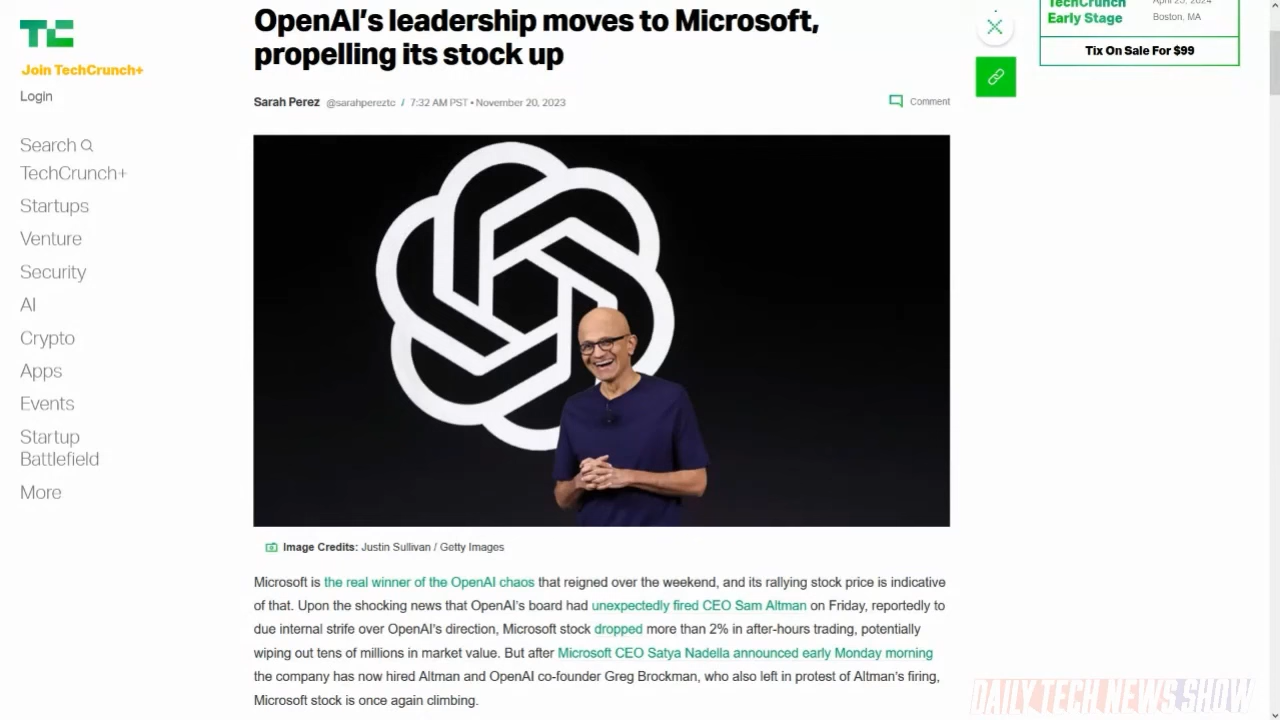 OpenAI's leadership moves to Microsoft,
propelling its stock up
Sarah Perez @sarahpereztc / 7:32 AM PST • November 20, 2023
Comment
TC
Join TechCrunch+
Login
Search
TechCrunch+
Startups
Venture
Security
AI
Crypto
Apps
Events
Startup
Battlefield
More
TechCrunch
Early Stage
April 25, 2024
Boston, MA
Tix On Sale For $99
Image Credits: Justin Sullivan / Getty Images
Microsoft is the real winner of the OpenAI chaos that reigned over the weekend, and its rallying stock price is indicative
of that. Upon the shocking news that OpenAI's board had unexpectedly fired CEO Sam Altman on Friday, reportedly to
due internal strife over OpenAI's direction, Microsoft stock dropped more than 2% in after-hours trading, potentially
wiping out tens of millions in market value. But after Microsoft CEO Satya Nadella announced early Monday morning
the company has now hired Altman and OpenAI co-founder Greg Brockman, who also left in protest of Altman's firing,
Microsoft stock is once again climbing.
DAILY TECH NEWS SHOW